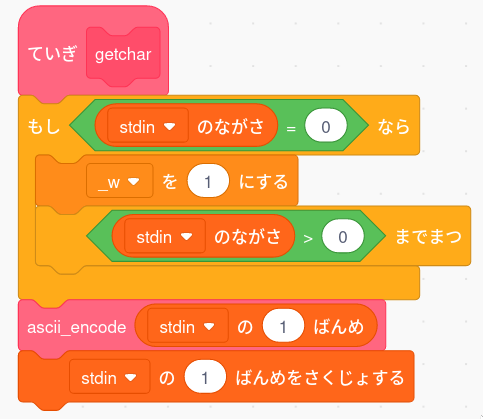 ていぎ getchar
もし stdin のながさ = 0 なら
_w を 1 にする
stdin のながさ > 0 までまつ
ascii_encode stdin の 1 ばんめ
stdin の 1 ばんめをさくじょする